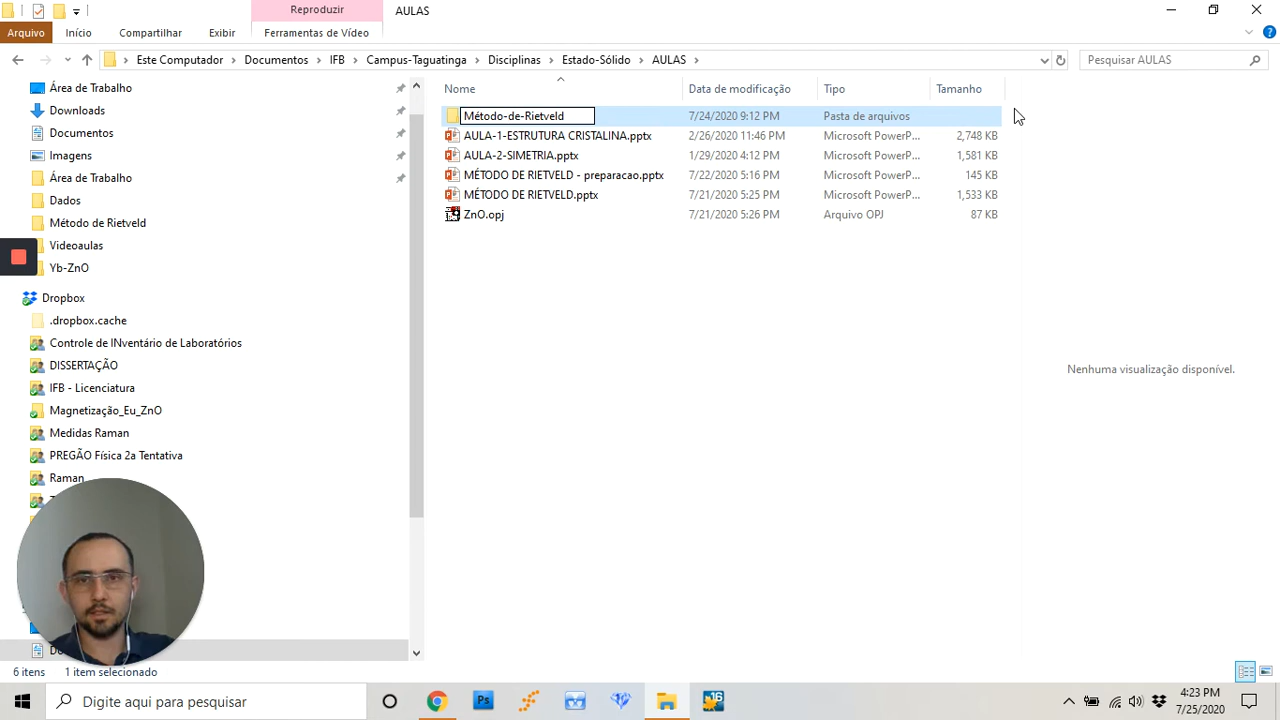 Reproduzir
AULAS
Arquivo
Início
Compartilhar
Exibir
Ferramentas de Vídeo
Este Computador
Documentos
IFB
Campus-Taguatinga
Disciplinas
Estado-Sólido
AULAS
Pesquisar AULAS
Área de Trabalho
Downloads
Documentos
Imagens
Área de Trabalho
Dados
Método de Rietveld
Videoaulas
Yb-ZnO
Dropbox
.dropbox.cache
Controle de INventário de Laboratórios
DISSERTAÇÃO
IFB - Licenciatura
Magnetização_Eu_ZnO
Medidas Raman
PREGÃO Física 2a Tentativa
Raman
Nome Data de modificação Tipo Tamanho
Método-de-Rietveld 7/24/2020 9:12 PM Pasta de arquivos
AULA-1-ESTRUTURA CRISTALINA.pptx 2/26/2020 11:46 PM Microsoft PowerP... 2,748 KB
AULA-2-SIMETRIA.pptx 1/29/2020 4:12 PM Microsoft PowerP... 1,581 KB
MÉTODO DE RIETVELD - preparacao.pptx 7/22/2020 5:16 PM Microsoft PowerP... 145 KB
MÉTODO DE RIETVELD.pptx 7/21/2020 5:25 PM Microsoft PowerP... 1,533 KB
ZnO.opj 7/21/2020 5:26 PM Arquivo OPJ 87 KB
Nenhuma visualização disponível.
6 itens 1 item selecionado
Digite aqui para pesquisar
Ps
16
4:23 PM
7/25/2020